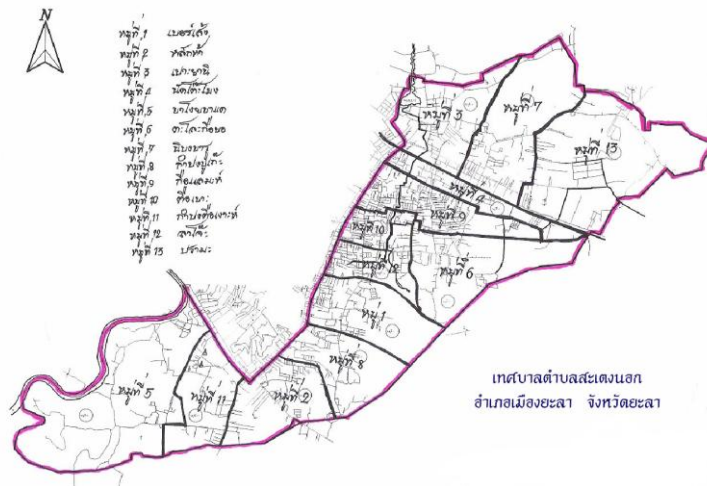 N
หมู่ที่ 1 เบอร์เส้ง
หมู่ที่ 2 หลักห้า
หมู่ที่ 3 เปาะยานิ
หมู่ที่ 4
หมู่ที่ 5
หมู่ที่ 6
หมู่ที่ 7 นิบงบารู
หมู่ที่ 8
หมู่ที่ 9
หมู่ที่ 10 ตือเบาะ
หมู่ที่ 11
หมู่ที่ 12
หมู่ที่ 13 ปรามะ
หมู่ที่ 3
หมู่ที่ 7
หมู่ที่ 13
หมู่ที่ 4
หมู่ที่ 9
หมู่ที่ 10
หมู่ที่ 12
หมู่ที่ 6
หมู่ 1
หมู่ที่ 8
หมู่ที่ 5
หมู่ที่ 11
หมู่ที่ 2
เทศบาลตำบลสะเตงนอก
อำเภอเมืองยะลา จังหวัดยะลา